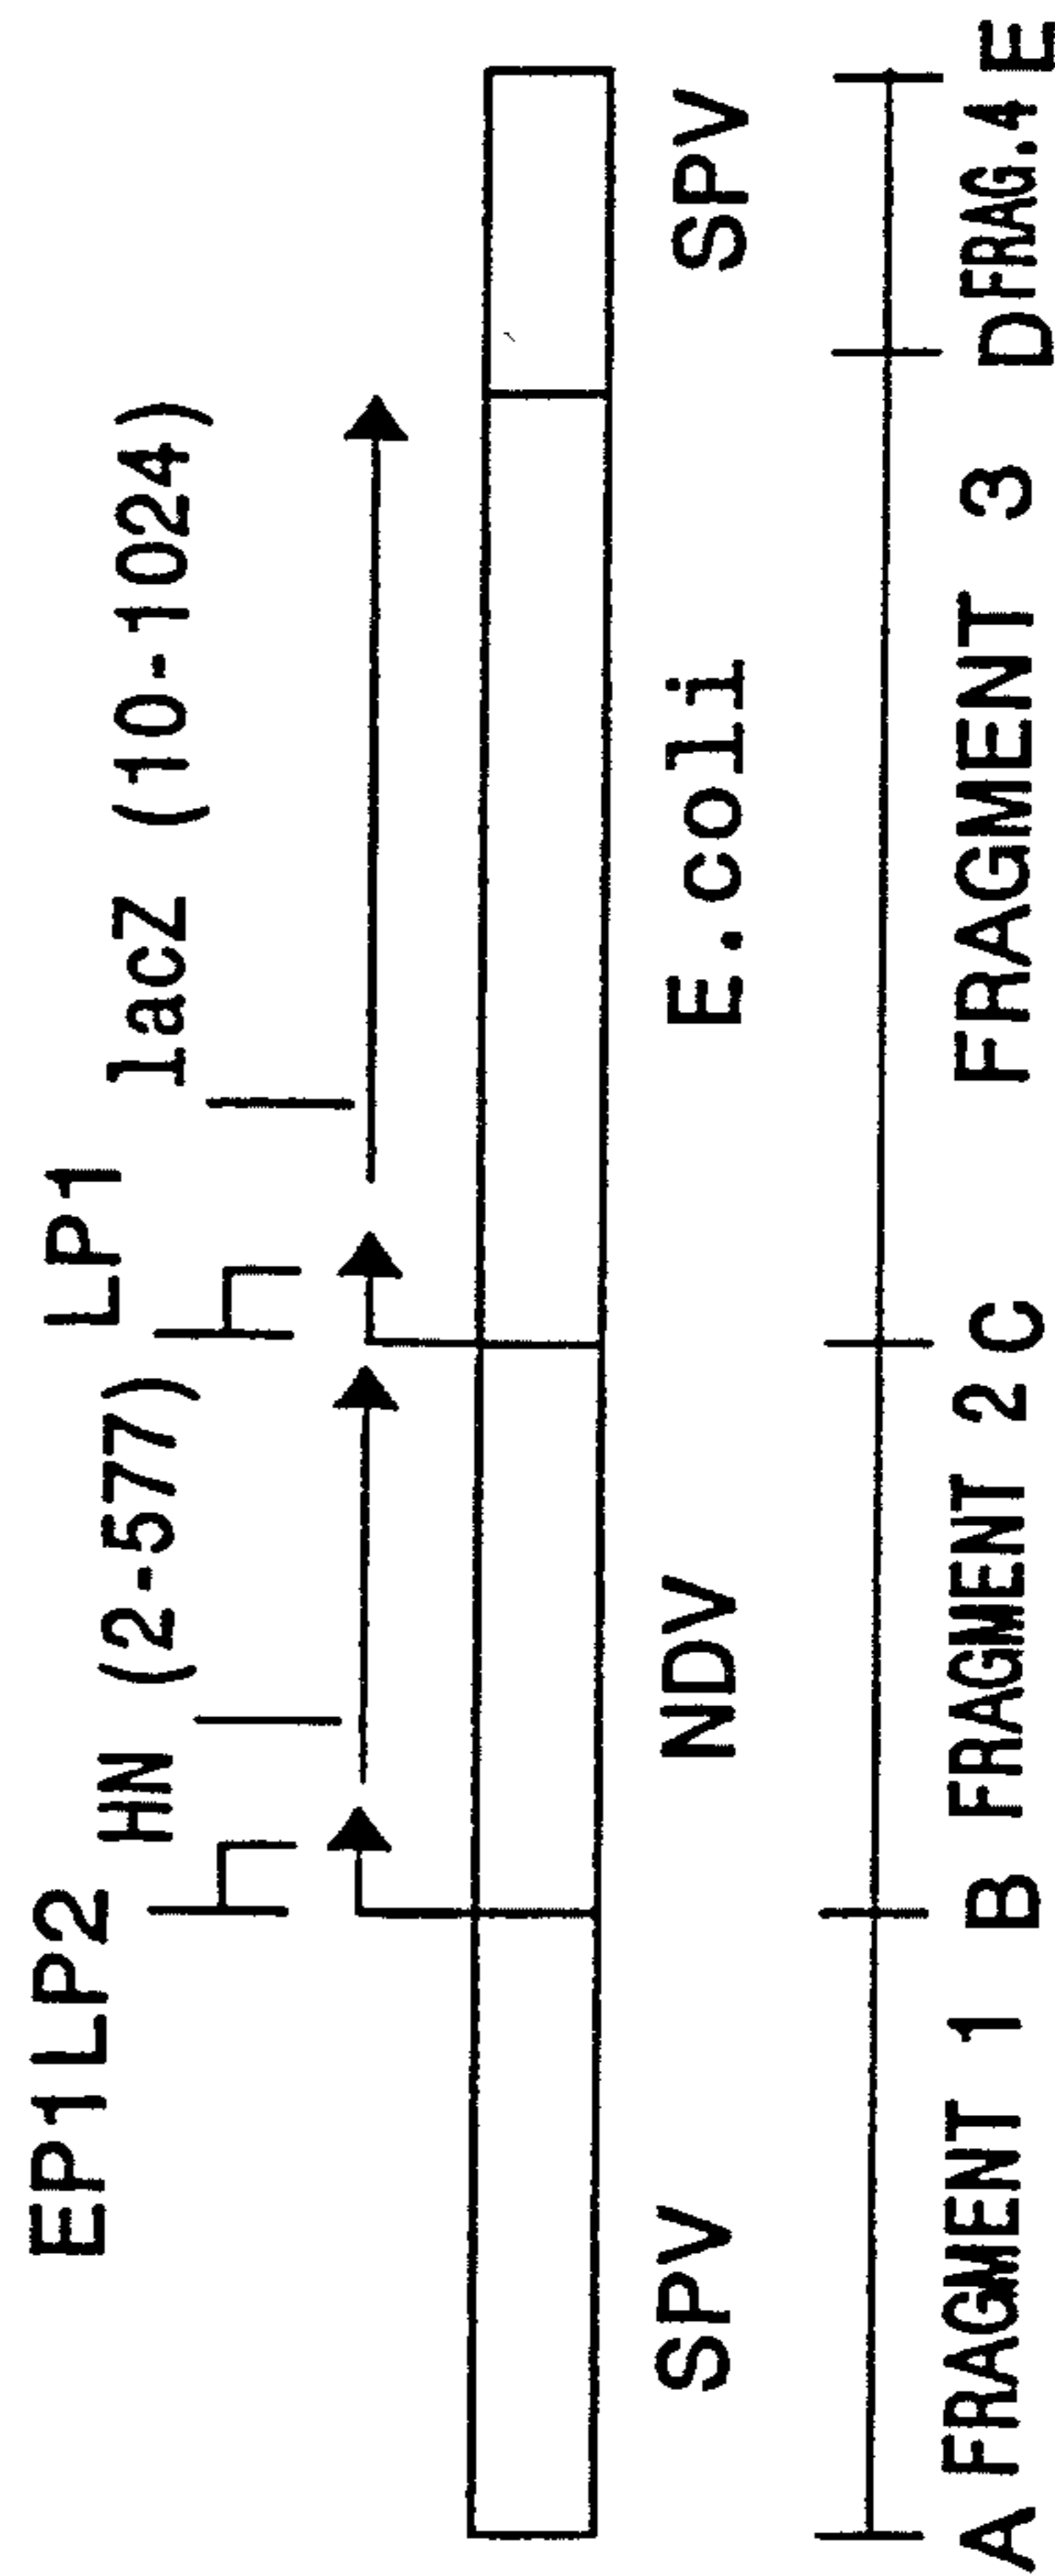 EP1LP2 LP1
HN (2-577) lacZ (10-1024)
SPV NDV E.coli SPV
A FRAGMENT 1 B FRAGMENT 2 C FRAGMENT 3 D FRAG.4 E